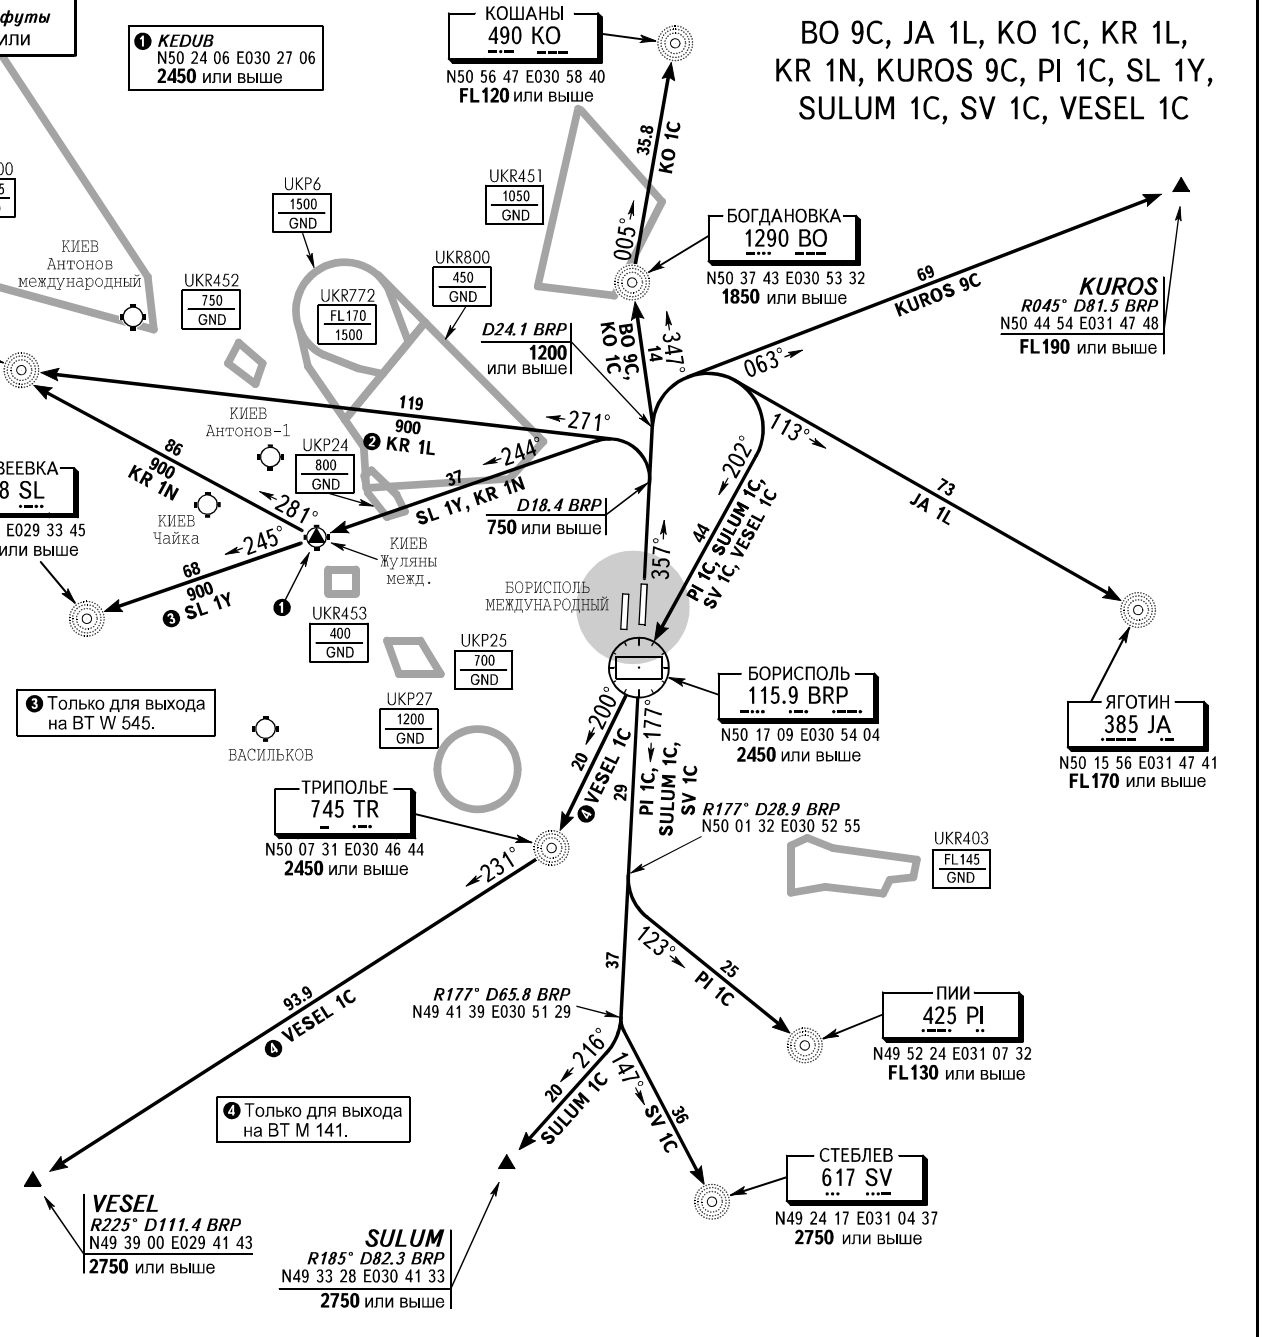 футы
или
❶ KEDUB
N50 24 06 E030 27 06
2450 или выше
КОШАНЫ
490 KO
N50 56 47 E030 58 40
FL120 или выше
BO 9C, JA 1L, KO 1C, KR 1L,
KR 1N, KUROS 9C, PI 1C, SL 1Y,
SULUM 1C, SV 1C, VESEL 1C
35.8
KO 1C
005°
UKR451
1050
GND
UKP6
1500
GND
КИЕВ
Антонов
международный
UKR452
750
GND
UKR772
FL170
1500
UKR800
450
GND
БОГДАНОВКА
1290 BO
N50 37 43 E030 53 32
1850 или выше
69
KUROS 9C
KUROS
R045° D81.5 BRP
N50 44 54 E031 47 48
FL190 или выше
D24.1 BRP
1200
или выше
BO 9C,
KO 1C
14
347°
063°
113°
202°
73
JA 1L
119
900
❷ KR 1L
271°
244°
37
SL 1Y, KR 1N
КИЕВ
Антонов-1
UKP24
800
GND
86
900
KR 1N
281°
245°
КИЕВ
Чайка
ВЕЕВКА
8 SL
E029 33 45
или выше
68
900
❸ SL 1Y
❶
КИЕВ
Жуляны
межд.
D18.4 BRP
750 или выше
357°
44
PI 1C, SULUM 1C,
SV 1C, VESEL 1C
БОРИСПОЛЬ
МЕЖДУНАРОДНЫЙ
UKR453
400
GND
UKP25
700
GND
UKP27
1200
GND
❸ Только для выхода
на ВТ W 545.
ВАСИЛЬКОВ
БОРИСПОЛЬ
115.9 BRP
N50 17 09 E030 54 04
2450 или выше
ЯГОТИН
385 JA
N50 15 56 E031 47 41
FL170 или выше
200°
20
❹ VESEL 1C
177°
29
PI 1C,
SULUM 1C,
SV 1C
ТРИПОЛЬЕ
745 TR
N50 07 31 E030 46 44
2450 или выше
R177° D28.9 BRP
N50 01 32 E030 52 55
UKR403
FL145
GND
231°
93.9
❹ VESEL 1C
123°
25
PI 1C
37
R177° D65.8 BRP
N49 41 39 E030 51 29
ПИИ
425 PI
N49 52 24 E031 07 32
FL130 или выше
216°
20
SULUM 1C
147°
36
SV 1C
❹ Только для выхода
на ВТ M 141.
СТЕБЛЕВ
617 SV
N49 24 17 E031 04 37
2750 или выше
VESEL
R225° D111.4 BRP
N49 39 00 E029 41 43
2750 или выше
SULUM
R185° D82.3 BRP
N49 33 28 E030 41 33
2750 или выше